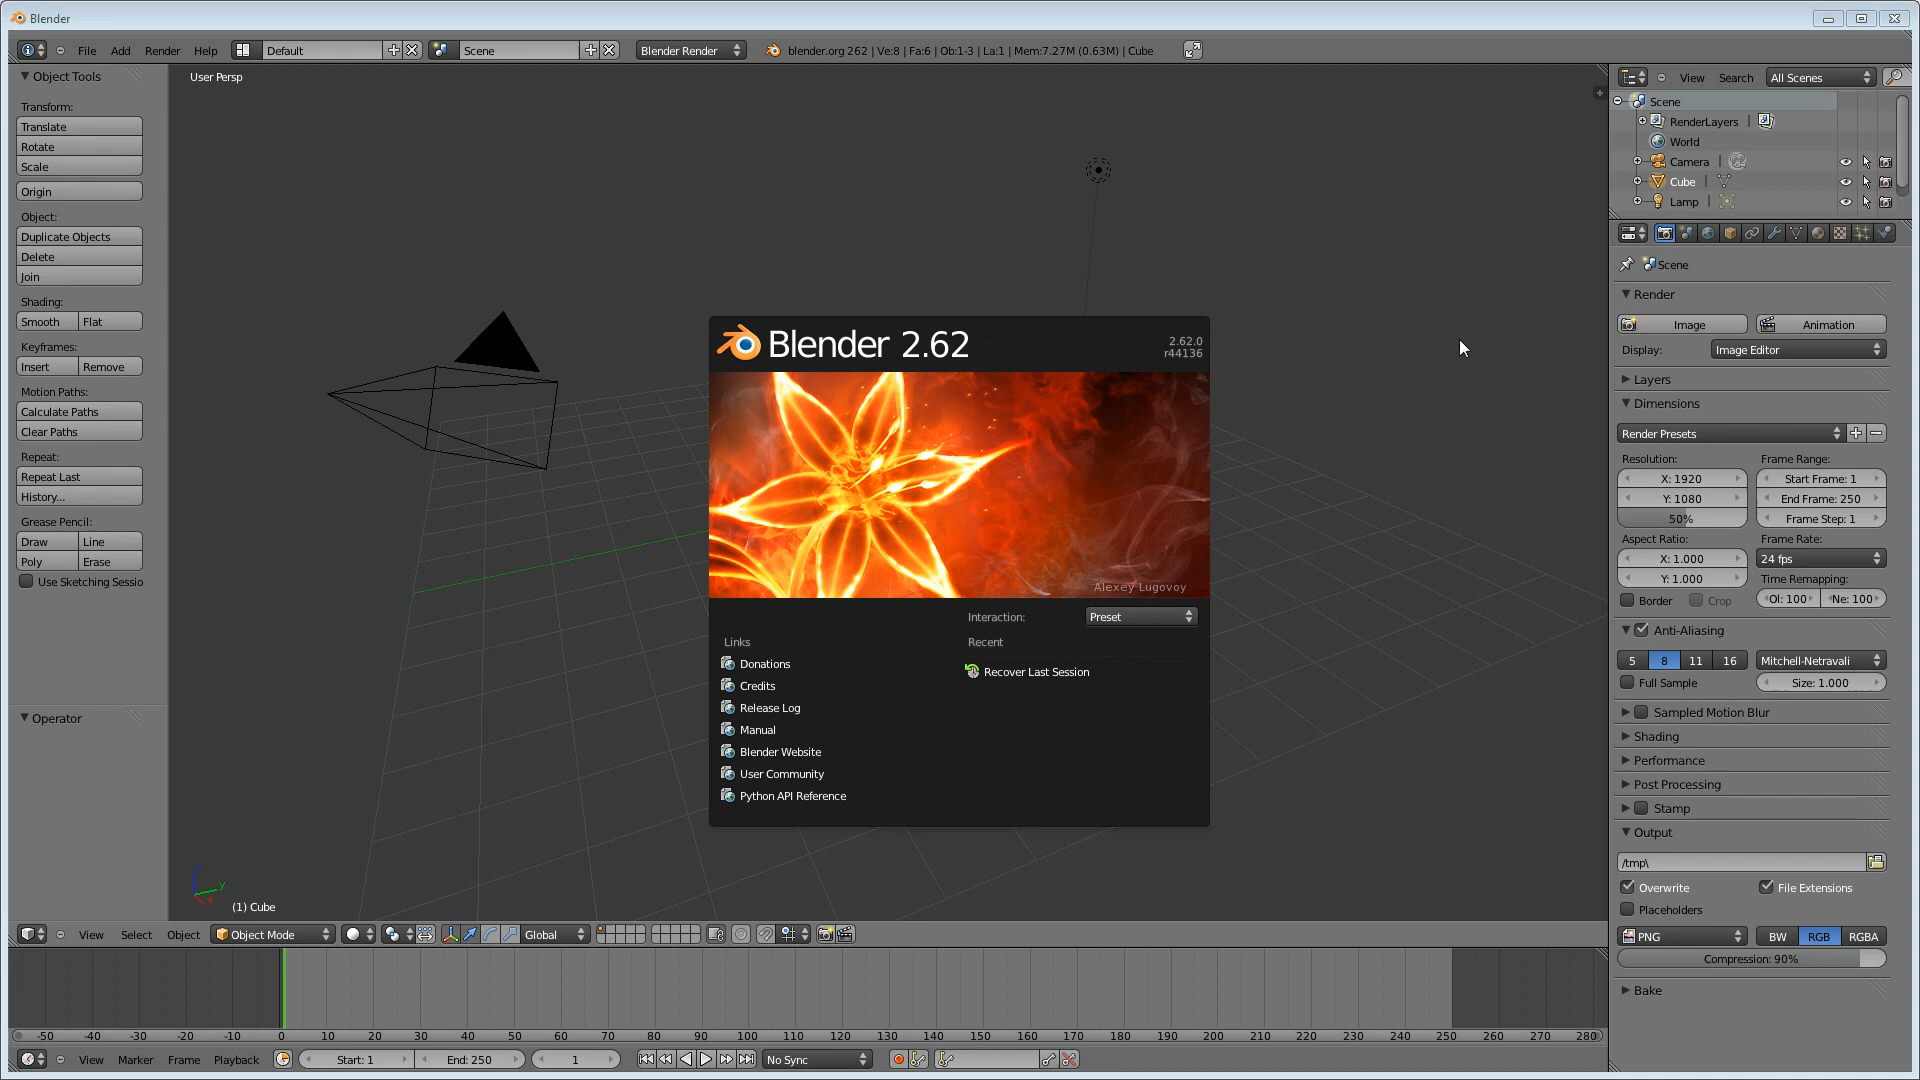 Blender
File Add Render Help Default Scene Blender Render blender.org 262 | Ve:8 | Fa:6 | Ob:1-3 | La:1 | Mem:7.27M (0.63M) | Cube
Object Tools
Transform:
Translate
Rotate
Scale
Origin
Object:
Duplicate Objects
Delete
Join
Shading:
Smooth Flat
Keyframes:
Insert Remove
Motion Paths:
Calculate Paths
Clear Paths
Repeat:
Repeat Last
History...
Grease Pencil:
Draw Line
Poly Erase
Use Sketching Sessio
Operator
User Persp
Blender 2.62
2.62.0
r44136
Alexey Lugovoy
Interaction: Preset
Links
Donations
Credits
Release Log
Manual
Blender Website
User Community
Python API Reference
Recent
Recover Last Session
y
x
(1) Cube
View Select Object Object Mode Global
-50 -40 -30 -20 -10 0 10 20 30 40 50 60 70 80 90 100 110 120 130 140 150 160 170 180 190 200 210 220 230 240 250 260 270 280
View Marker Frame Playback Start: 1 End: 250 1 No Sync
View Search All Scenes
Scene
RenderLayers |
World
Camera |
Cube |
Lamp |
Scene
Render
Image Animation
Display: Image Editor
Layers
Dimensions
Render Presets
Resolution: Frame Range:
X: 1920 Start Frame: 1
Y: 1080 End Frame: 250
50% Frame Step: 1
Aspect Ratio: Frame Rate:
X: 1.000 24 fps
Y: 1.000 Time Remapping:
Border Crop Ol: 100 Ne: 100
Anti-Aliasing
5 8 11 16 Mitchell-Netravali
Full Sample Size: 1.000
Sampled Motion Blur
Shading
Performance
Post Processing
Stamp
Output
/tmp\
Overwrite File Extensions
Placeholders
PNG BW RGB RGBA
Compression: 90%
Bake